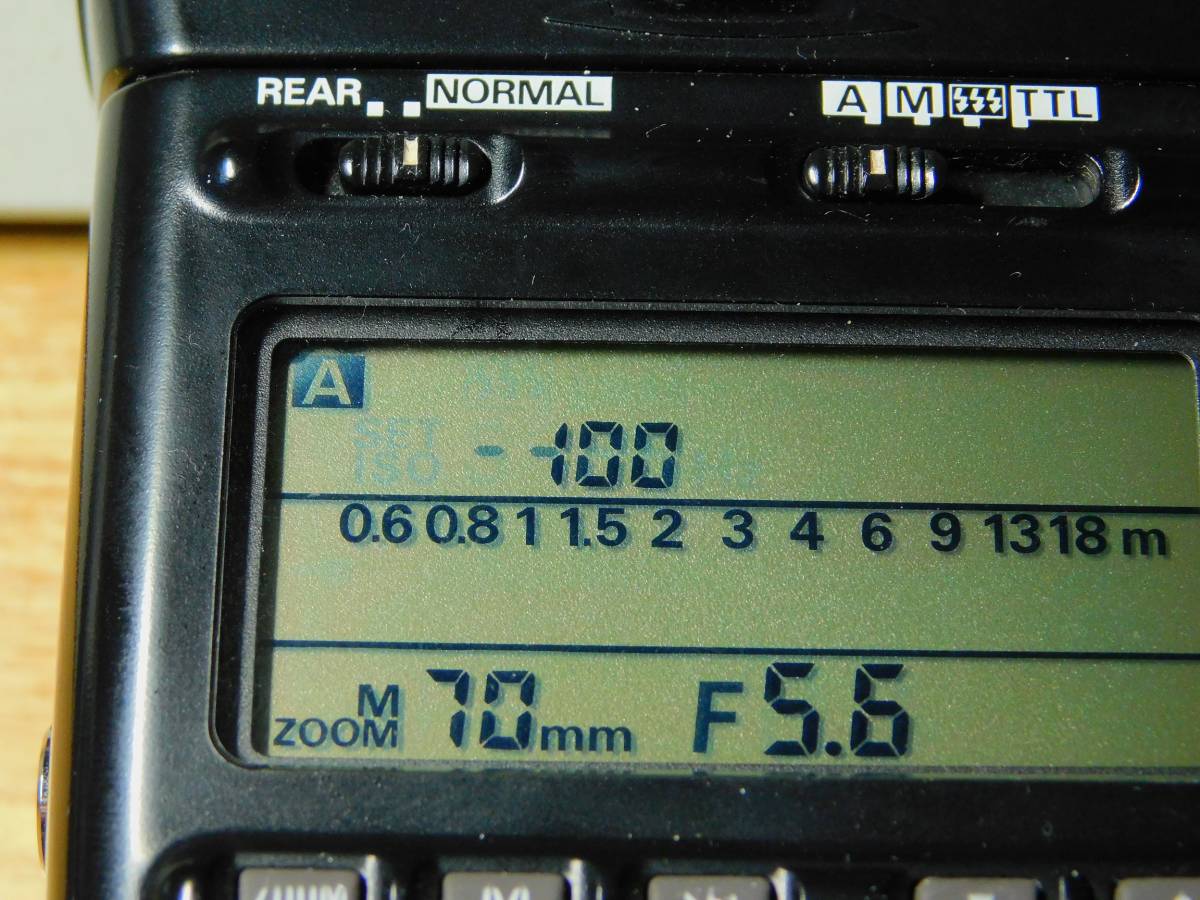 REAR NORMAL A M TTL
A
SET
ISO - -100 Hz
0.6 0.8 1 1.5 2 3 4 6 9 13 18 m
M
ZOOM 70mm F5.6